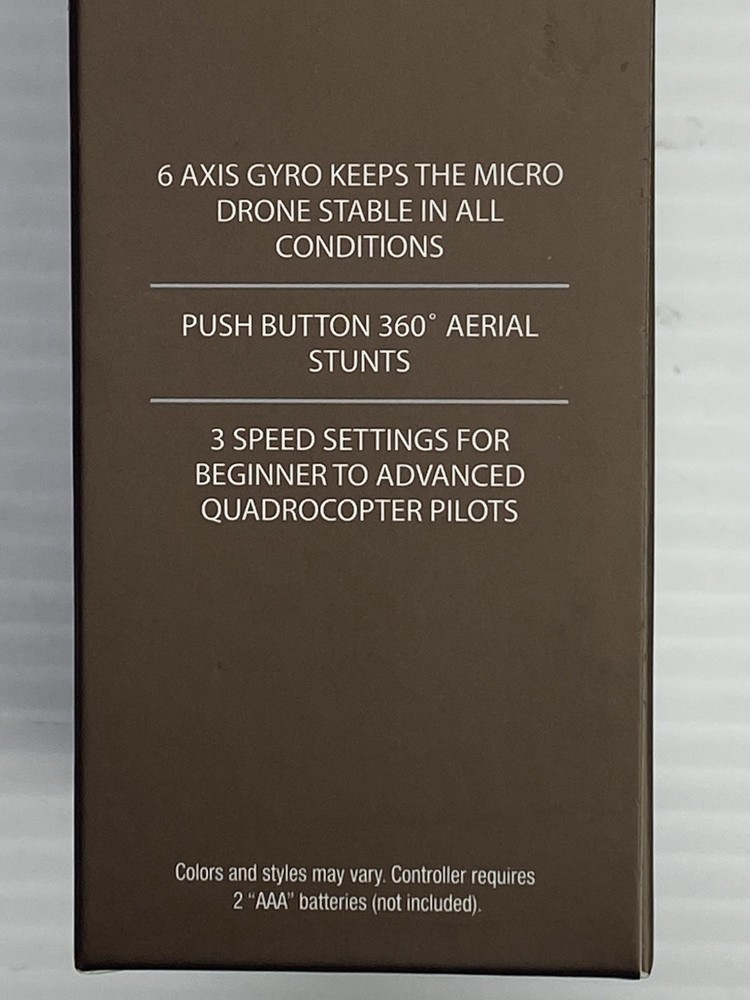 6 AXIS GYRO KEEPS THE MICRO
DRONE STABLE IN ALL
CONDITIONS
PUSH BUTTON 360° AERIAL
STUNTS
3 SPEED SETTINGS FOR
BEGINNER TO ADVANCED
QUADROCOPTER PILOTS
Colors and styles may vary. Controller requires
2 “AAA” batteries (not included).